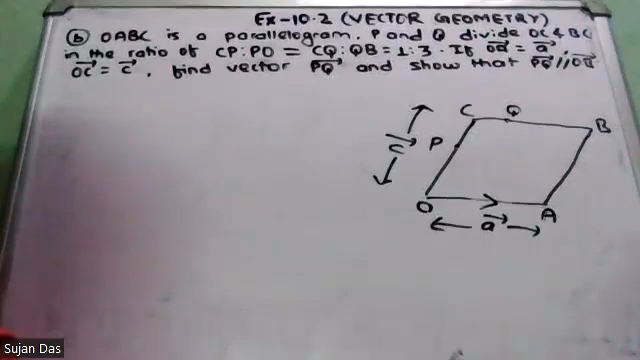 Ex-10.2 (VECTOR GEOMETRY)
(b) OABC is a parallelogram. P and Q divide OC & BC
in the ratio of CP:PO = CQ:QB = 1:3. If OA = a,
OC = c, find vector PQ and show that PQ // OB
C Q B
c P
O A
a
Sujan Das